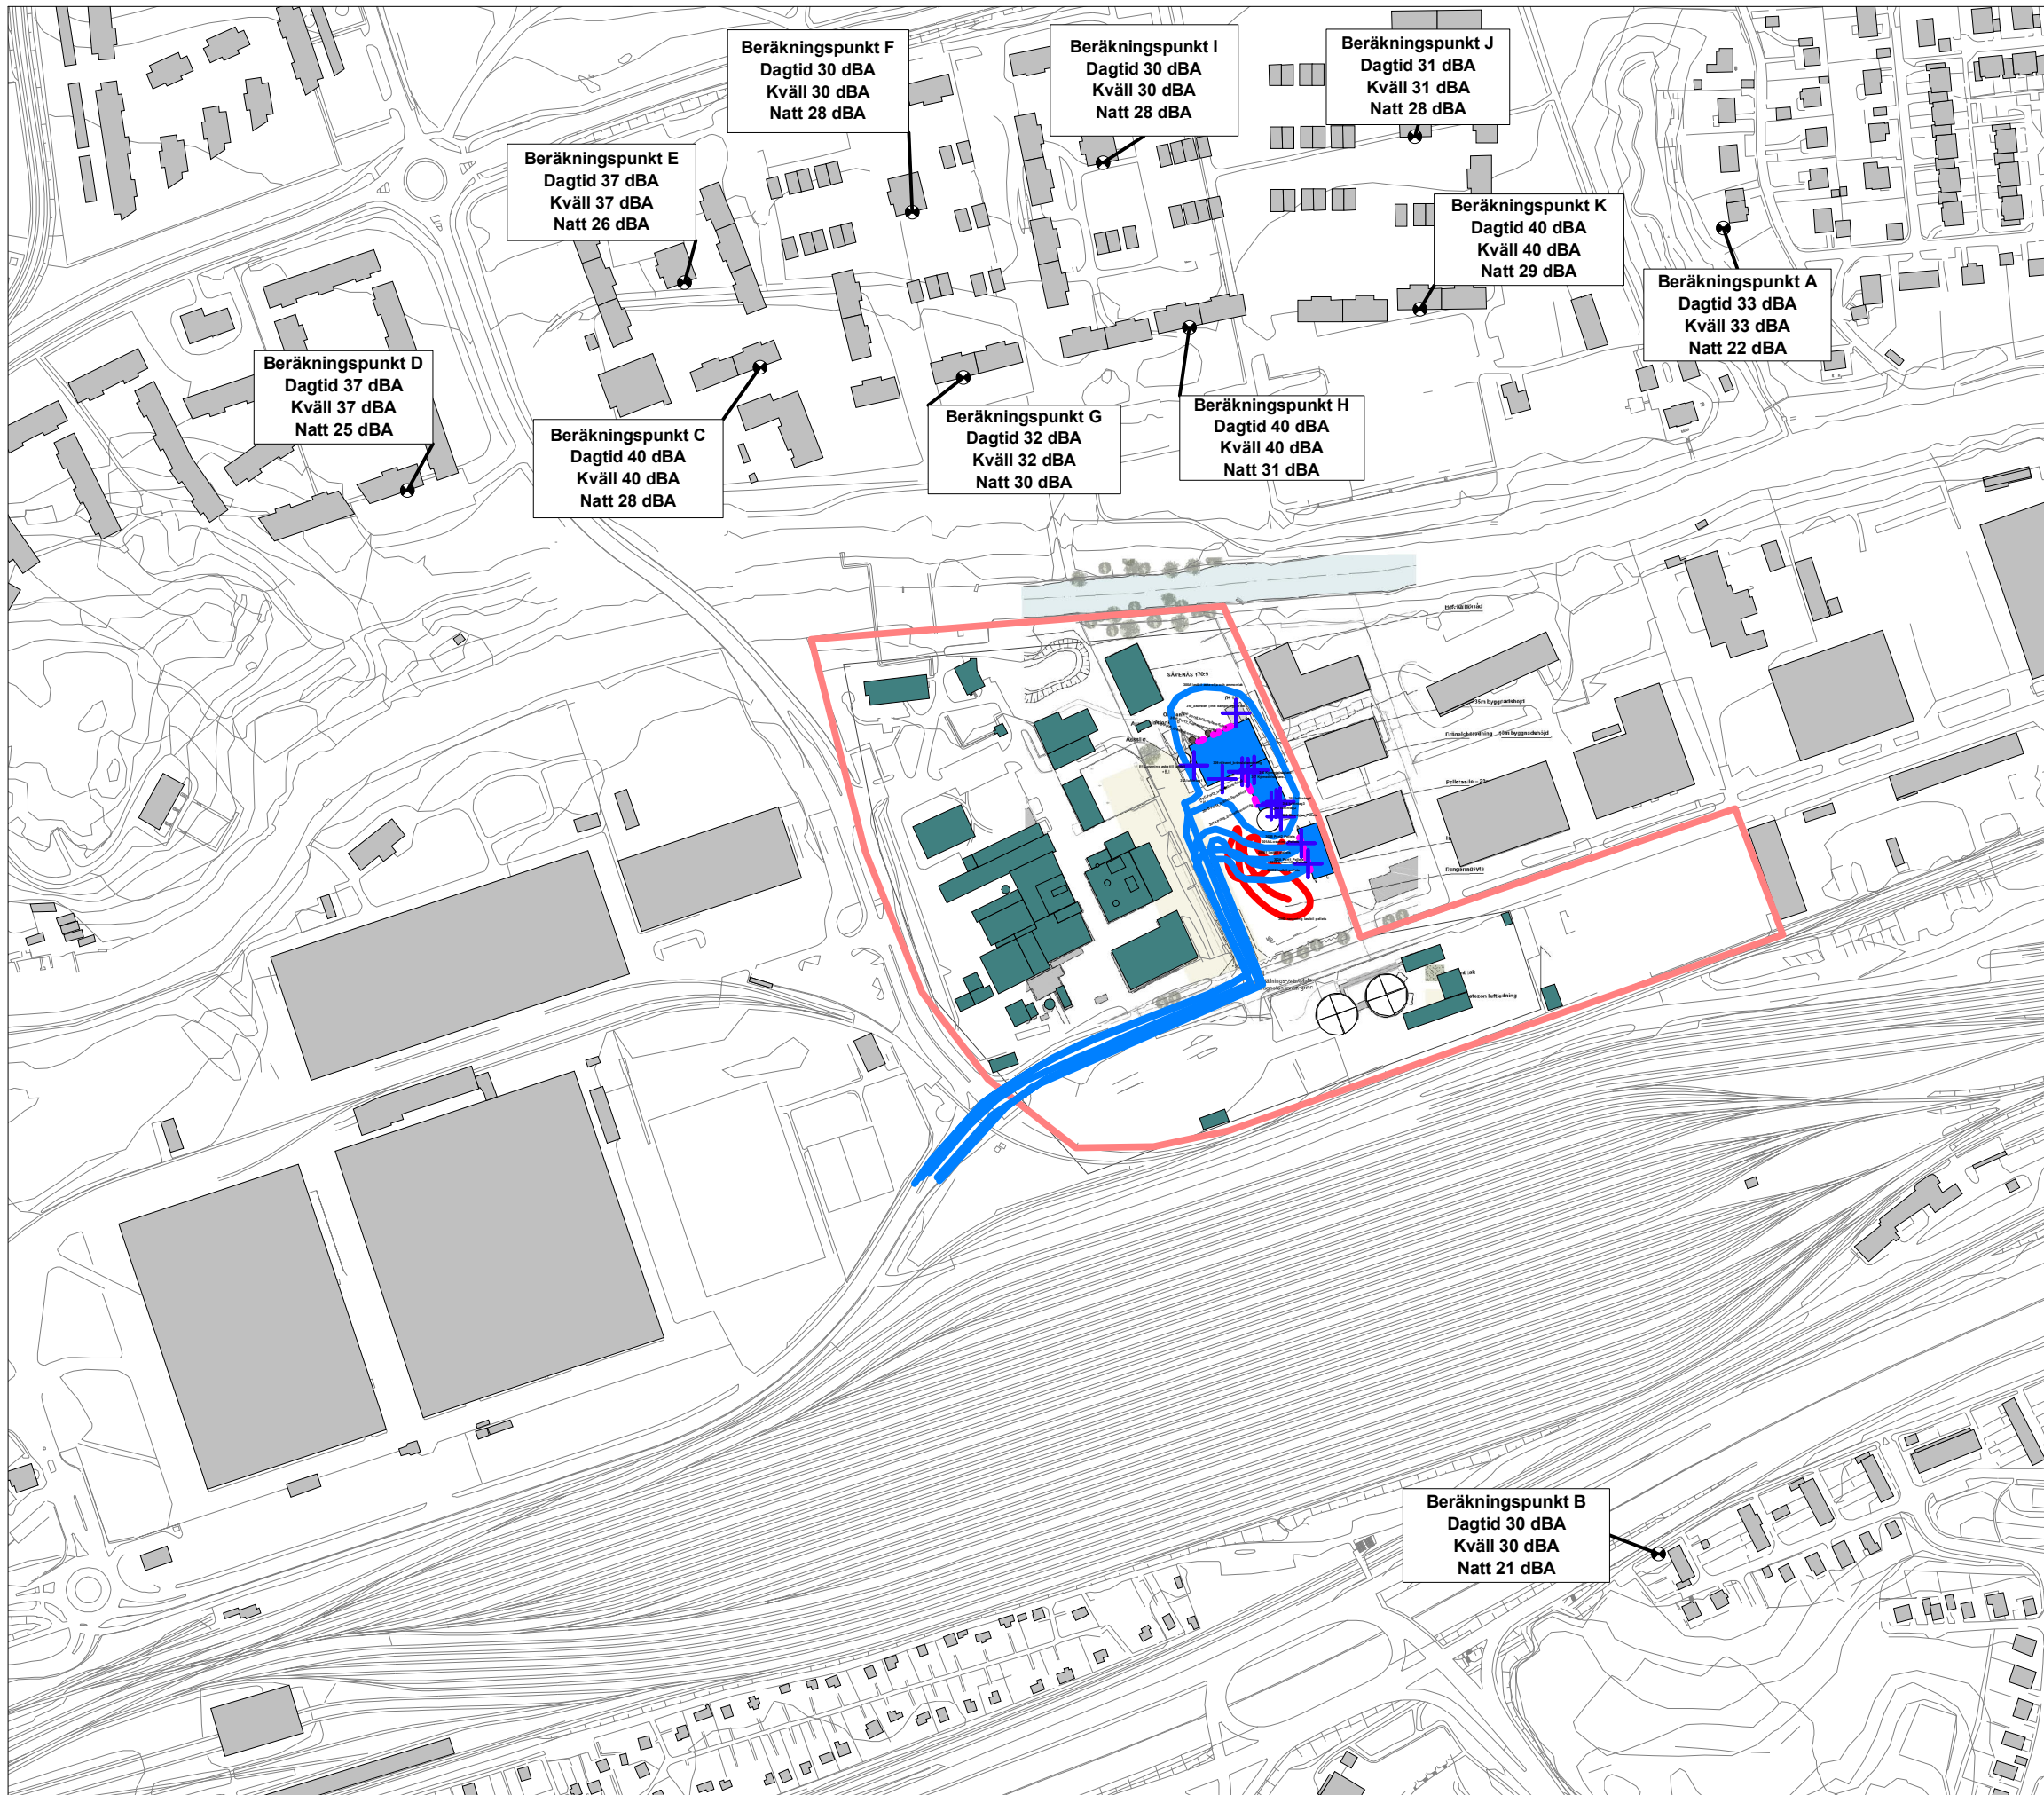 Beräkningspunkt F
Dagtid 30 dBA
Kväll 30 dBA
Natt 28 dBA
Beräkningspunkt I
Dagtid 30 dBA
Kväll 30 dBA
Natt 28 dBA
Beräkningspunkt J
Dagtid 31 dBA
Kväll 31 dBA
Natt 28 dBA
Beräkningspunkt E
Dagtid 37 dBA
Kväll 37 dBA
Natt 26 dBA
Beräkningspunkt K
Dagtid 40 dBA
Kväll 40 dBA
Natt 29 dBA
Beräkningspunkt A
Dagtid 33 dBA
Kväll 33 dBA
Natt 22 dBA
Beräkningspunkt D
Dagtid 37 dBA
Kväll 37 dBA
Natt 25 dBA
Beräkningspunkt C
Dagtid 40 dBA
Kväll 40 dBA
Natt 28 dBA
Beräkningspunkt G
Dagtid 32 dBA
Kväll 32 dBA
Natt 30 dBA
Beräkningspunkt H
Dagtid 40 dBA
Kväll 40 dBA
Natt 31 dBA
SÄVENÄS 170:9
Beräkningspunkt B
Dagtid 30 dBA
Kväll 30 dBA
Natt 21 dBA